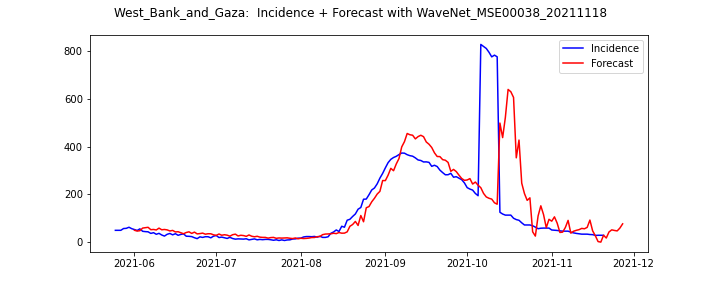 West_Bank_and_Gaza:  Incidence + Forecast with WaveNet_MSE00038_20211118
Incidence
Forecast
800
600
400
200
0
2021-06 2021-07 2021-08 2021-09 2021-10 2021-11 2021-12